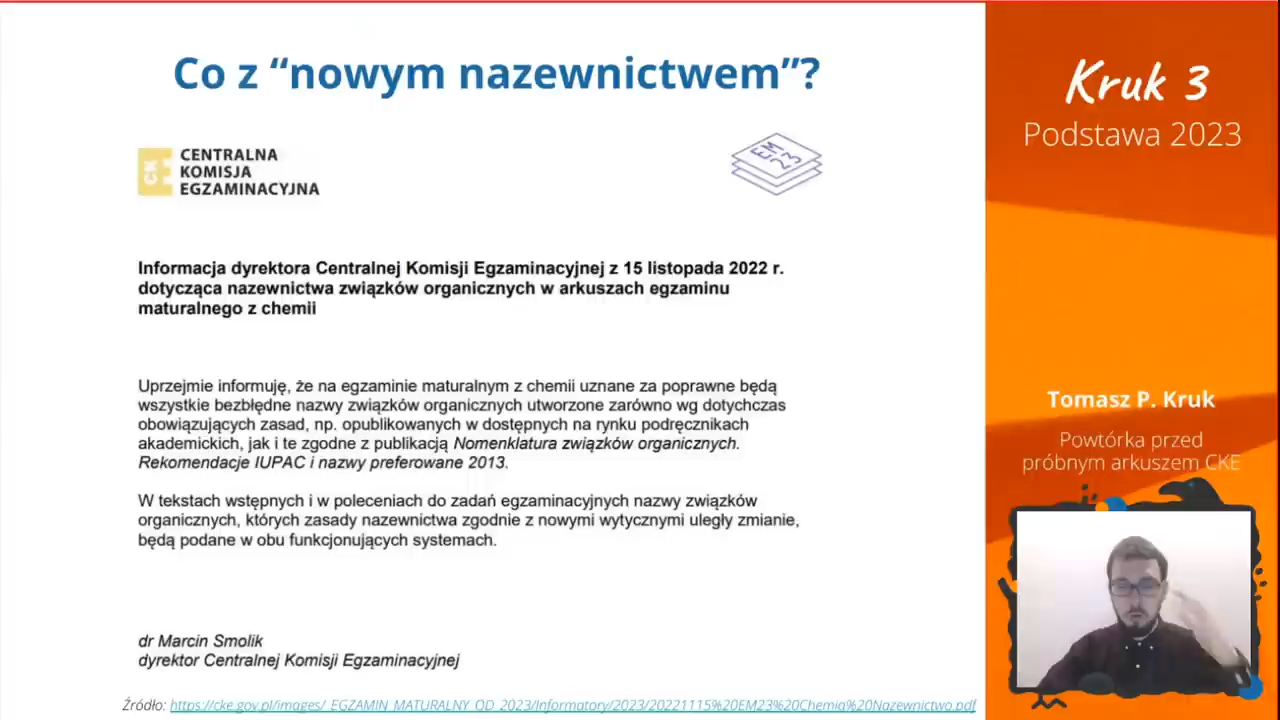 Co z “nowym nazewnictwem”?
CENTRALNA
KOMISJA
EGZAMINACYJNA
CKE
EM
23
Informacja dyrektora Centralnej Komisji Egzaminacyjnej z 15 listopada 2022 r.
dotycząca nazewnictwa związków organicznych w arkuszach egzaminu
maturalnego z chemii
Uprzejmie informuję, że na egzaminie maturalnym z chemii uznane za poprawne będą
wszystkie bezbłędne nazwy związków organicznych utworzone zarówno wg dotychczas
obowiązujących zasad, np. opublikowanych w dostępnych na rynku podręcznikach
akademickich, jak i te zgodne z publikacją Nomenklatura związków organicznych.
Rekomendacje IUPAC i nazwy preferowane 2013.
W tekstach wstępnych i w poleceniach do zadań egzaminacyjnych nazwy związków
organicznych, których zasady nazewnictwa zgodnie z nowymi wytycznymi uległy zmianie,
będą podane w obu funkcjonujących systemach.
dr Marcin Smolik
dyrektor Centralnej Komisji Egzaminacyjnej
Źródło: https://cke.gov.pl/images/_EGZAMIN_MATURALNY_OD_2023/Informatory/2023/20221115%20EM23%20Chemia%20Nazewnictwo.pdf
Kruk 3
Podstawa 2023
Tomasz P. Kruk
Powtórka przed
próbnym arkuszem CKE